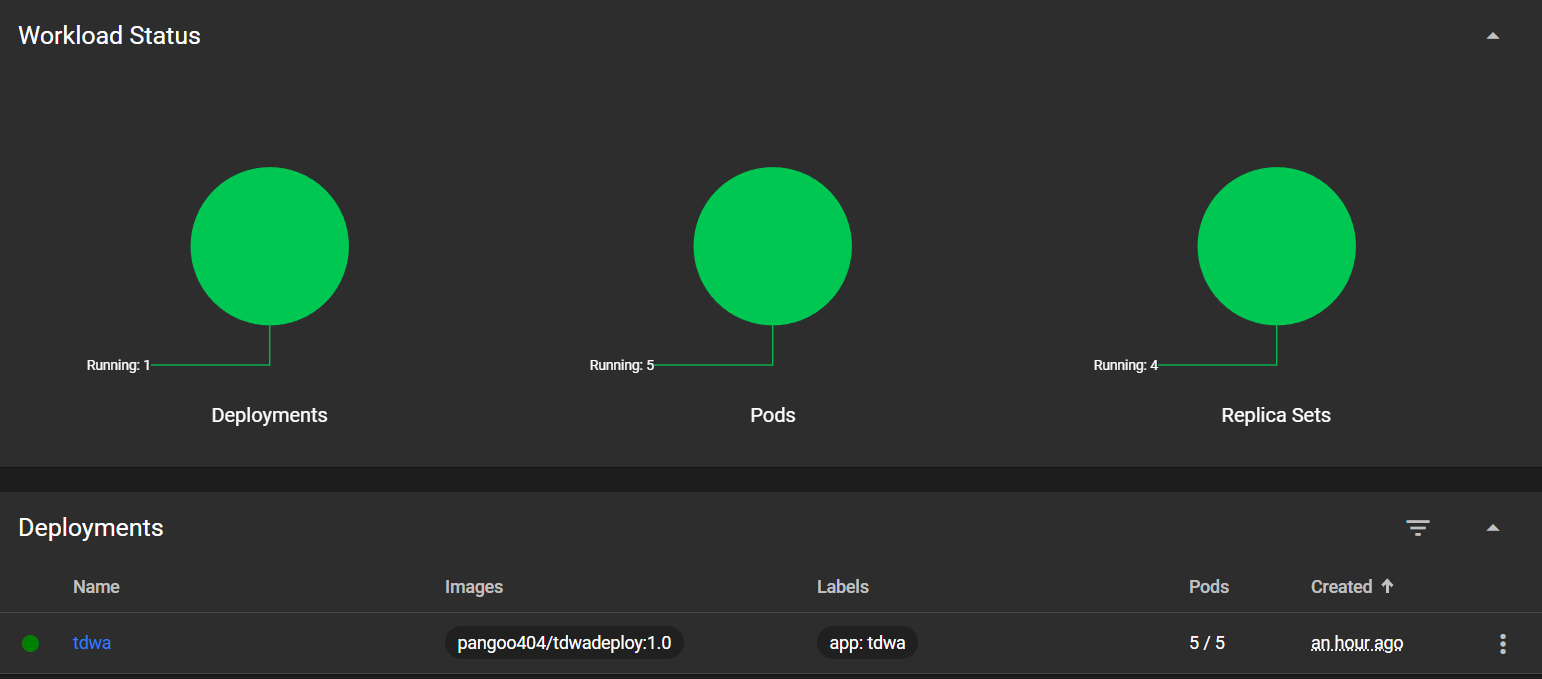 Workload Status
Running: 1
Running: 5
Running: 4
Deployments
Pods
Replica Sets
Deployments
Name Images Labels Pods Created
tdwa pangoo404/tdwadeploy:1.0 app: tdwa 5 / 5 an hour ago